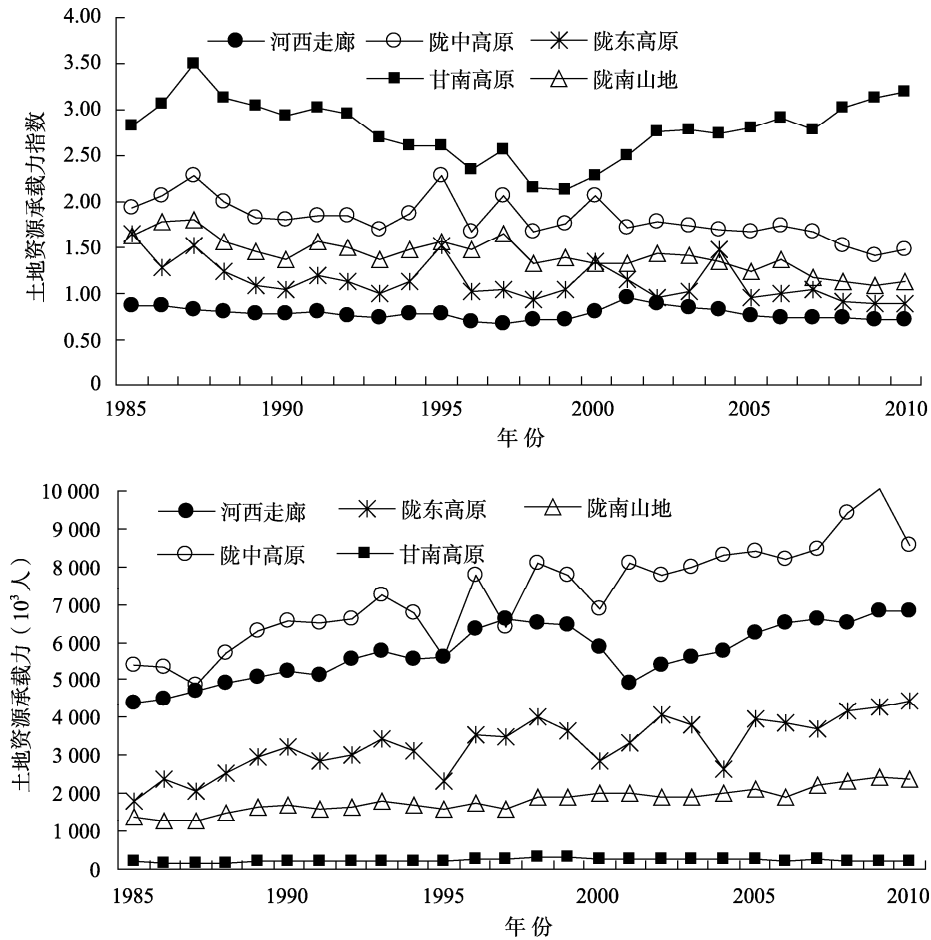 4.00
3.50
3.00
2.50
2.00
1.50
1.00
0.50
0
土地资源承载力指数
河西走廊 陇中高原 陇东高原
甘南高原 陇南山地
1985 1990 1995 2000 2005 2010
年 份
10 000
9 000
8 000
7 000
6 000
5 000
4 000
3 000
2 000
1 000
0
土地资源承载力（10³人）
河西走廊 陇东高原 陇南山地
陇中高原 甘南高原
1985 1990 1995 2000 2005 2010
年 份